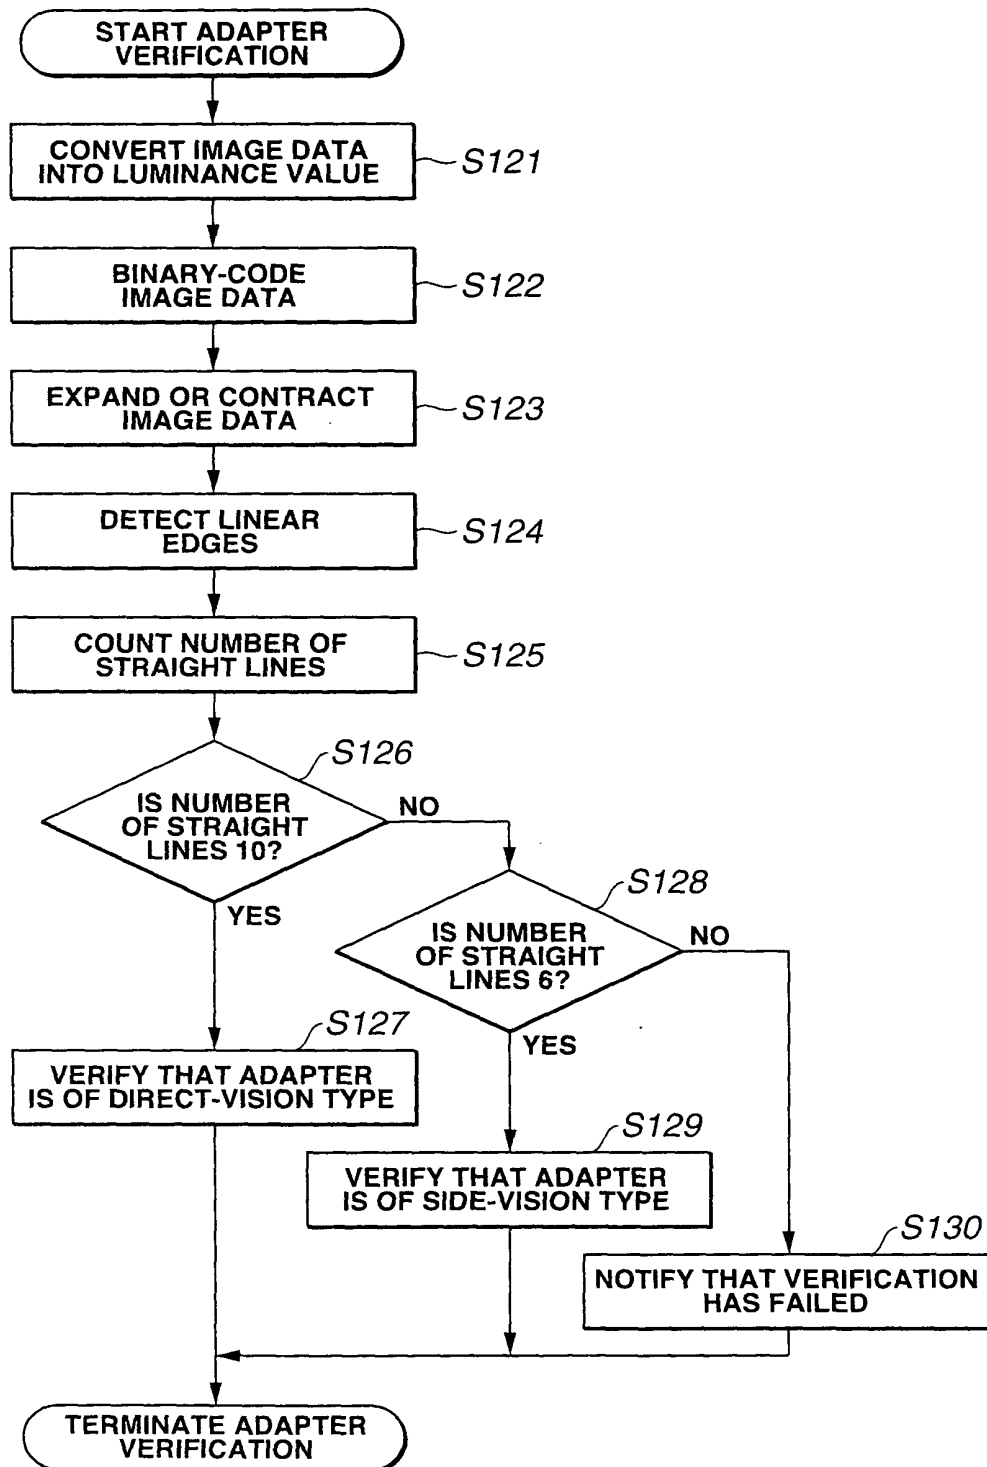 START ADAPTER
VERIFICATION
CONVERT IMAGE DATA
INTO LUMINANCE VALUE
S121
BINARY-CODE
IMAGE DATA
S122
EXPAND OR CONTRACT
IMAGE DATA
S123
DETECT LINEAR
EDGES
S124
COUNT NUMBER OF
STRAIGHT LINES
S125
S126
IS NUMBER
OF STRAIGHT
LINES 10?
NO
YES
S128
IS NUMBER
OF STRAIGHT
LINES 6?
NO
YES
S127
VERIFY THAT ADAPTER
IS OF DIRECT-VISION TYPE
S129
VERIFY THAT ADAPTER
IS OF SIDE-VISION TYPE
S130
NOTIFY THAT VERIFICATION
HAS FAILED
TERMINATE ADAPTER
VERIFICATION